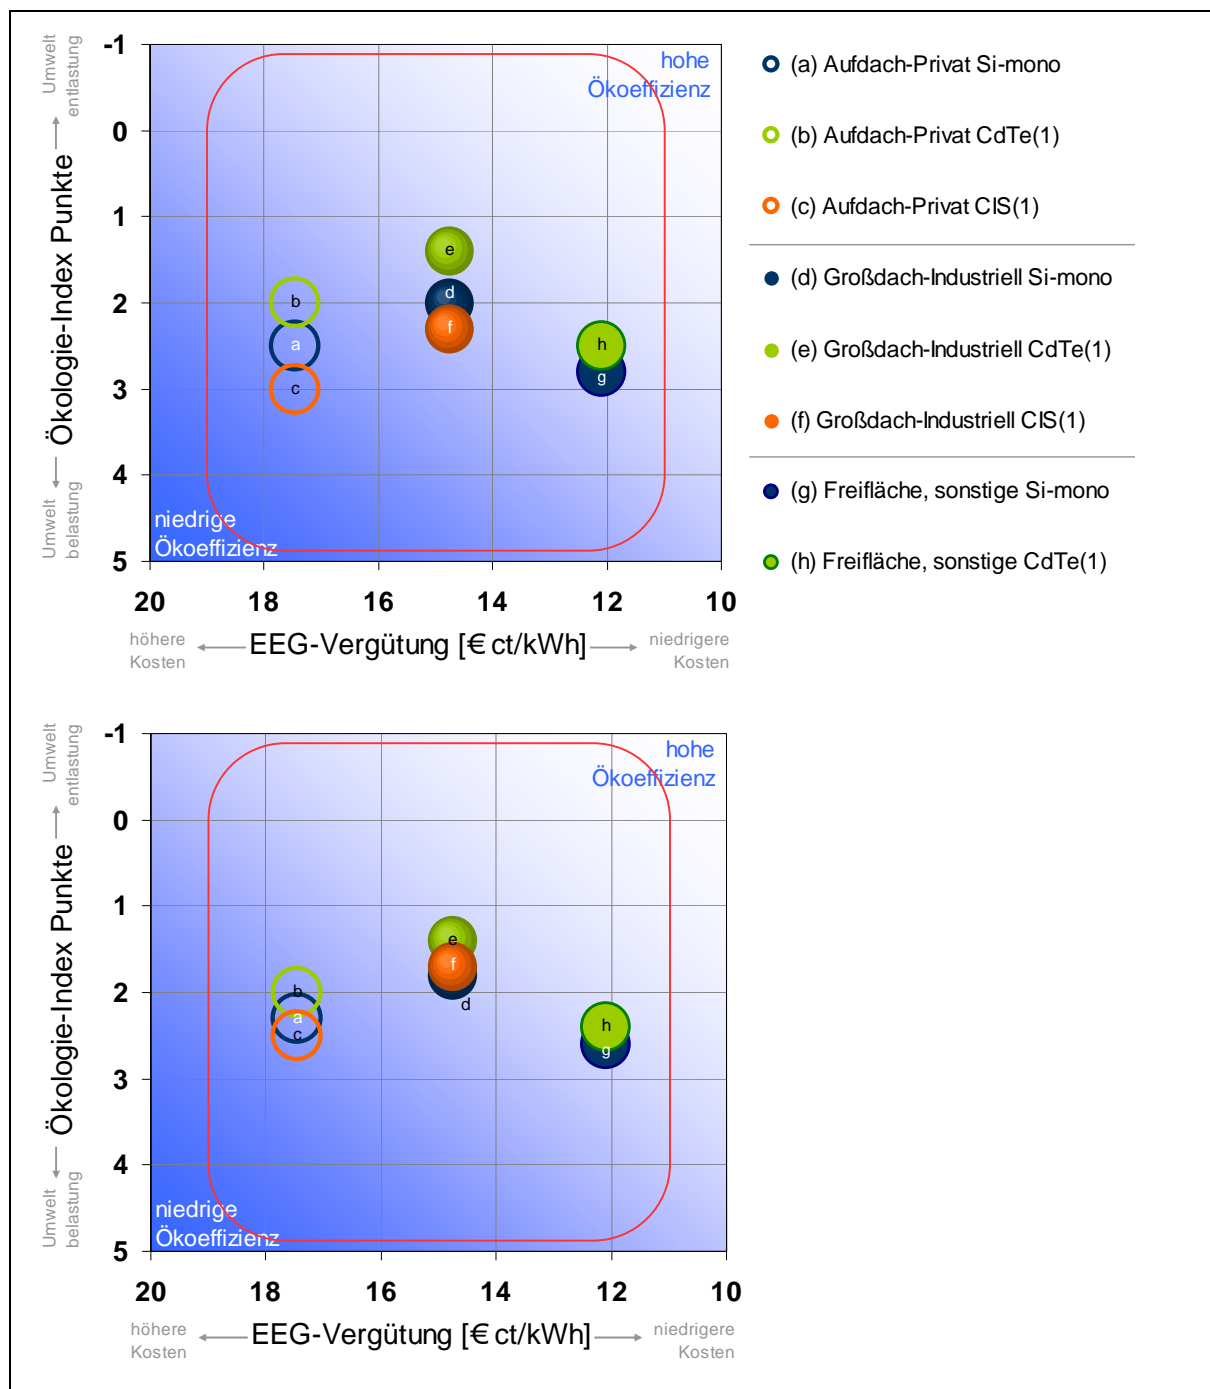 Umwelt
entlastung
Ökologie-Index Punkte
Umwelt
belastung
-1
0
1
2
3
4
5
hohe
Ökoeffizienz
e
d
f
b
a
c
h
g
niedrige
Ökoeffizienz
20
18
16
14
12
10
höhere
Kosten
EEG-Vergütung [€ct/kWh]
niedrigere
Kosten
(a) Aufdach-Privat Si-mono
(b) Aufdach-Privat CdTe(1)
(c) Aufdach-Privat CIS(1)
(d) Großdach-Industriell Si-mono
(e) Großdach-Industriell CdTe(1)
(f) Großdach-Industriell CIS(1)
(g) Freifläche, sonstige Si-mono
(h) Freifläche, sonstige CdTe(1)
Umwelt
entlastung
Ökologie-Index Punkte
Umwelt
belastung
-1
0
1
2
3
4
5
hohe
Ökoeffizienz
e
f
d
b
a
c
h
g
niedrige
Ökoeffizienz
20
18
16
14
12
10
höhere
Kosten
EEG-Vergütung [€ct/kWh]
niedrigere
Kosten